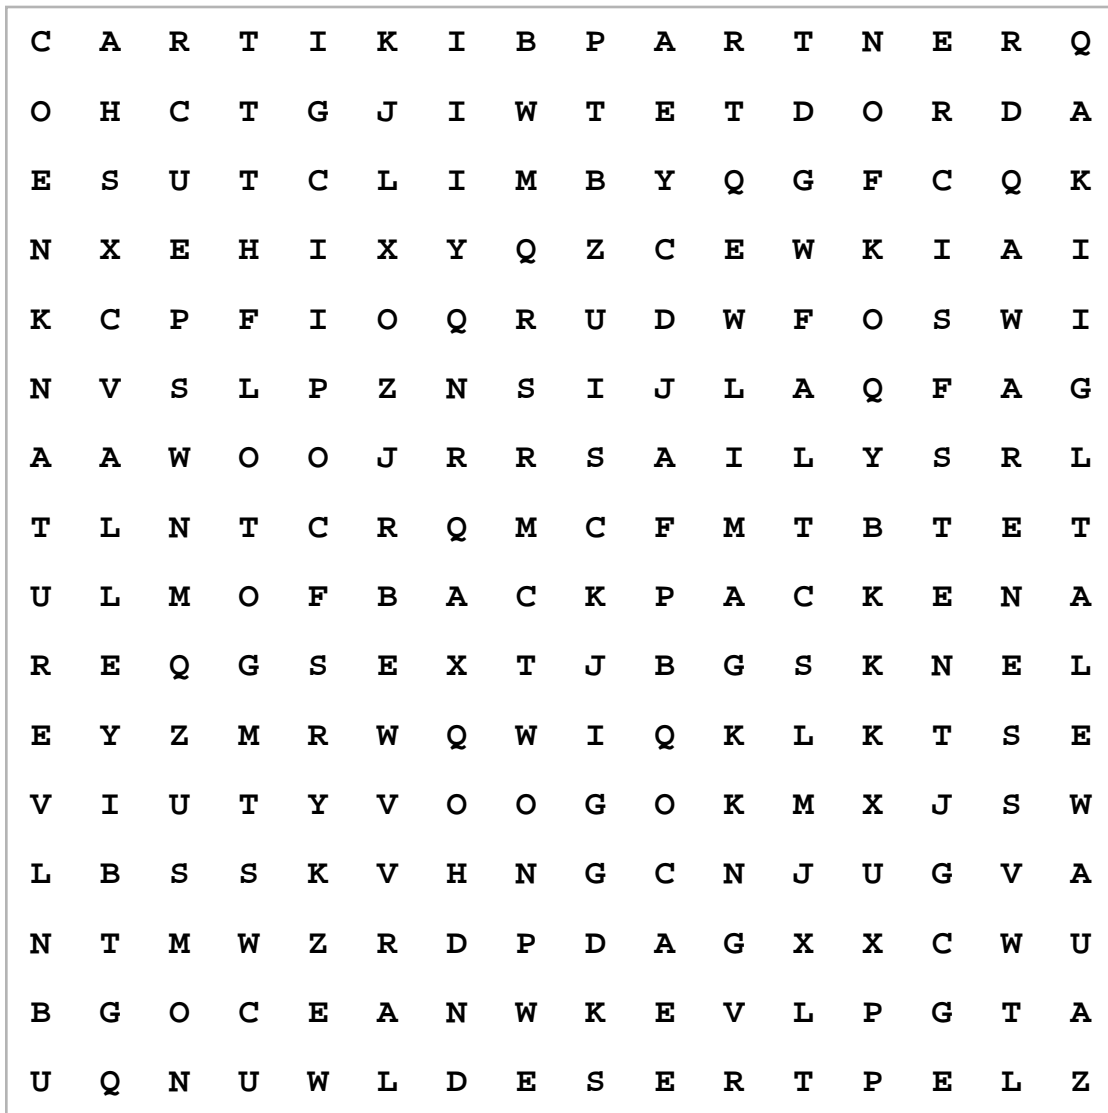 C A R T I K I B P A R T N E R Q
O H C T G J I W T E T D O R D A
E S U T C L I M B Y Q G F C Q K
N X E H I X Y Q Z C E W K I A I
K C P F I O Q R U D W F O S W I
N V S L P Z N S I J L A Q F A G
A A W O O J R R S A I L Y S R L
T L N T C R Q M C F M T B T E T
U L M O F B A C K P A C K E N A
R E Q G S E X T J B G S K N E L
E Y Z M R W Q W I Q K L K T S E
V I U T Y V O O G O K M X J S W
L B S S K V H N G C N J U G V A
N T M W Z R D P D A G X X C W U
B G O C E A N W K E V L P G T A
U Q N U W L D E S E R T P E L Z